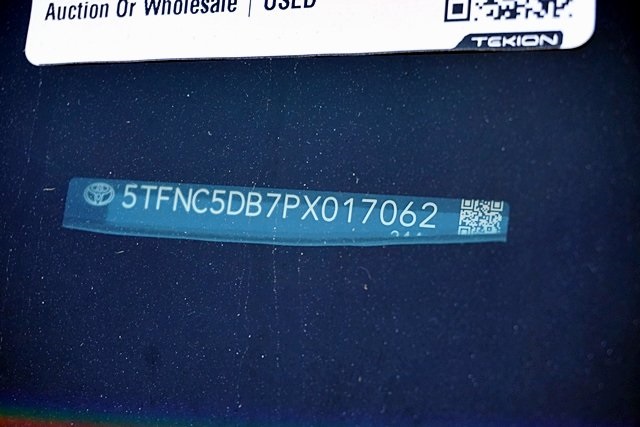 Auction Or Wholesale | USED
TEKION
5TFNC5DB7PX017062